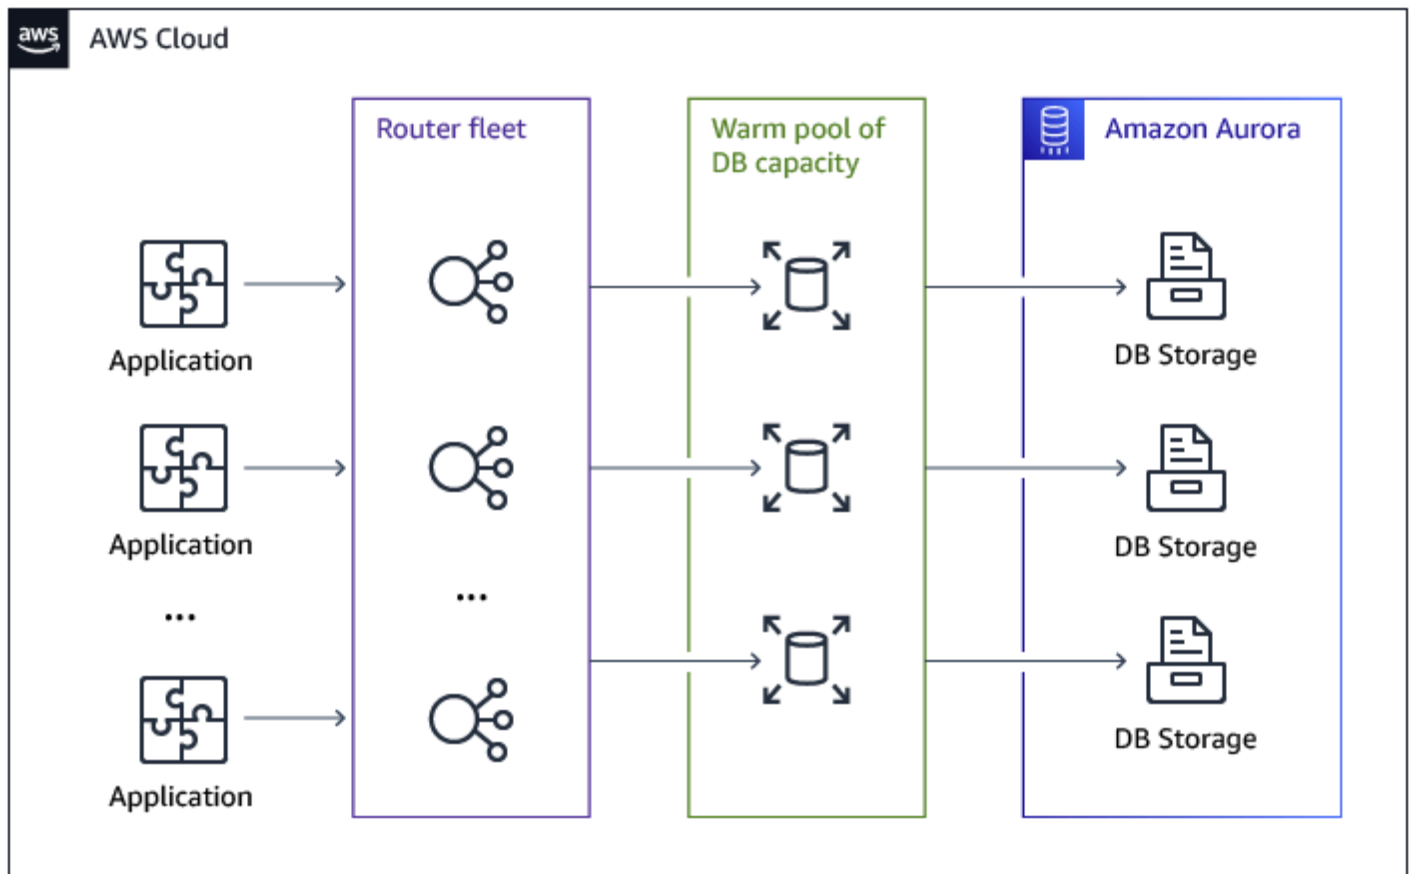 aws
AWS Cloud
Router fleet
Warm pool of
DB capacity
Amazon Aurora
Application
DB Storage
Application
DB Storage
...
...
Application
DB Storage